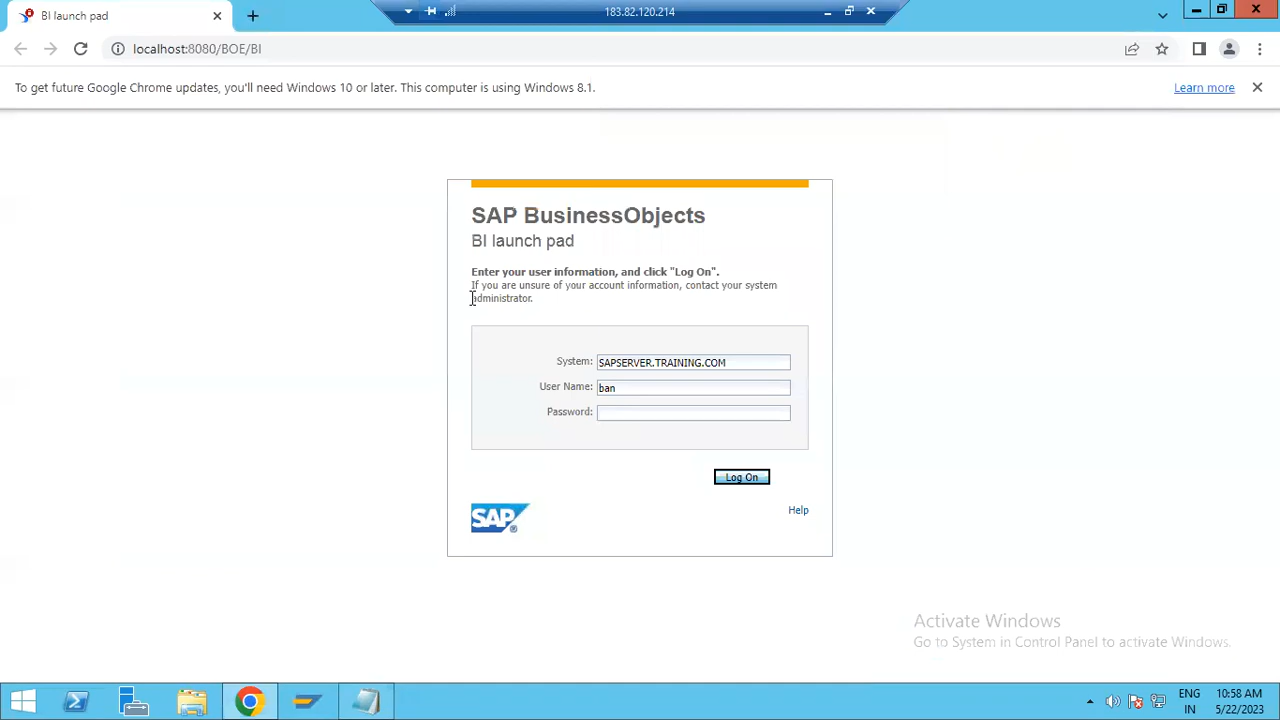 BI launch pad
183.82.120.214
localhost:8080/BOE/BI
To get future Google Chrome updates, you'll need Windows 10 or later. This computer is using Windows 8.1.
Learn more
SAP BusinessObjects
BI launch pad
Enter your user information, and click "Log On".
If you are unsure of your account information, contact your system
administrator.
System: SAPSERVER.TRAINING.COM
User Name: ban
Password:
Log On
SAP®
Help
Activate Windows
Go to System in Control Panel to activate Windows.
ENG 10:58 AM
IN 5/22/2023